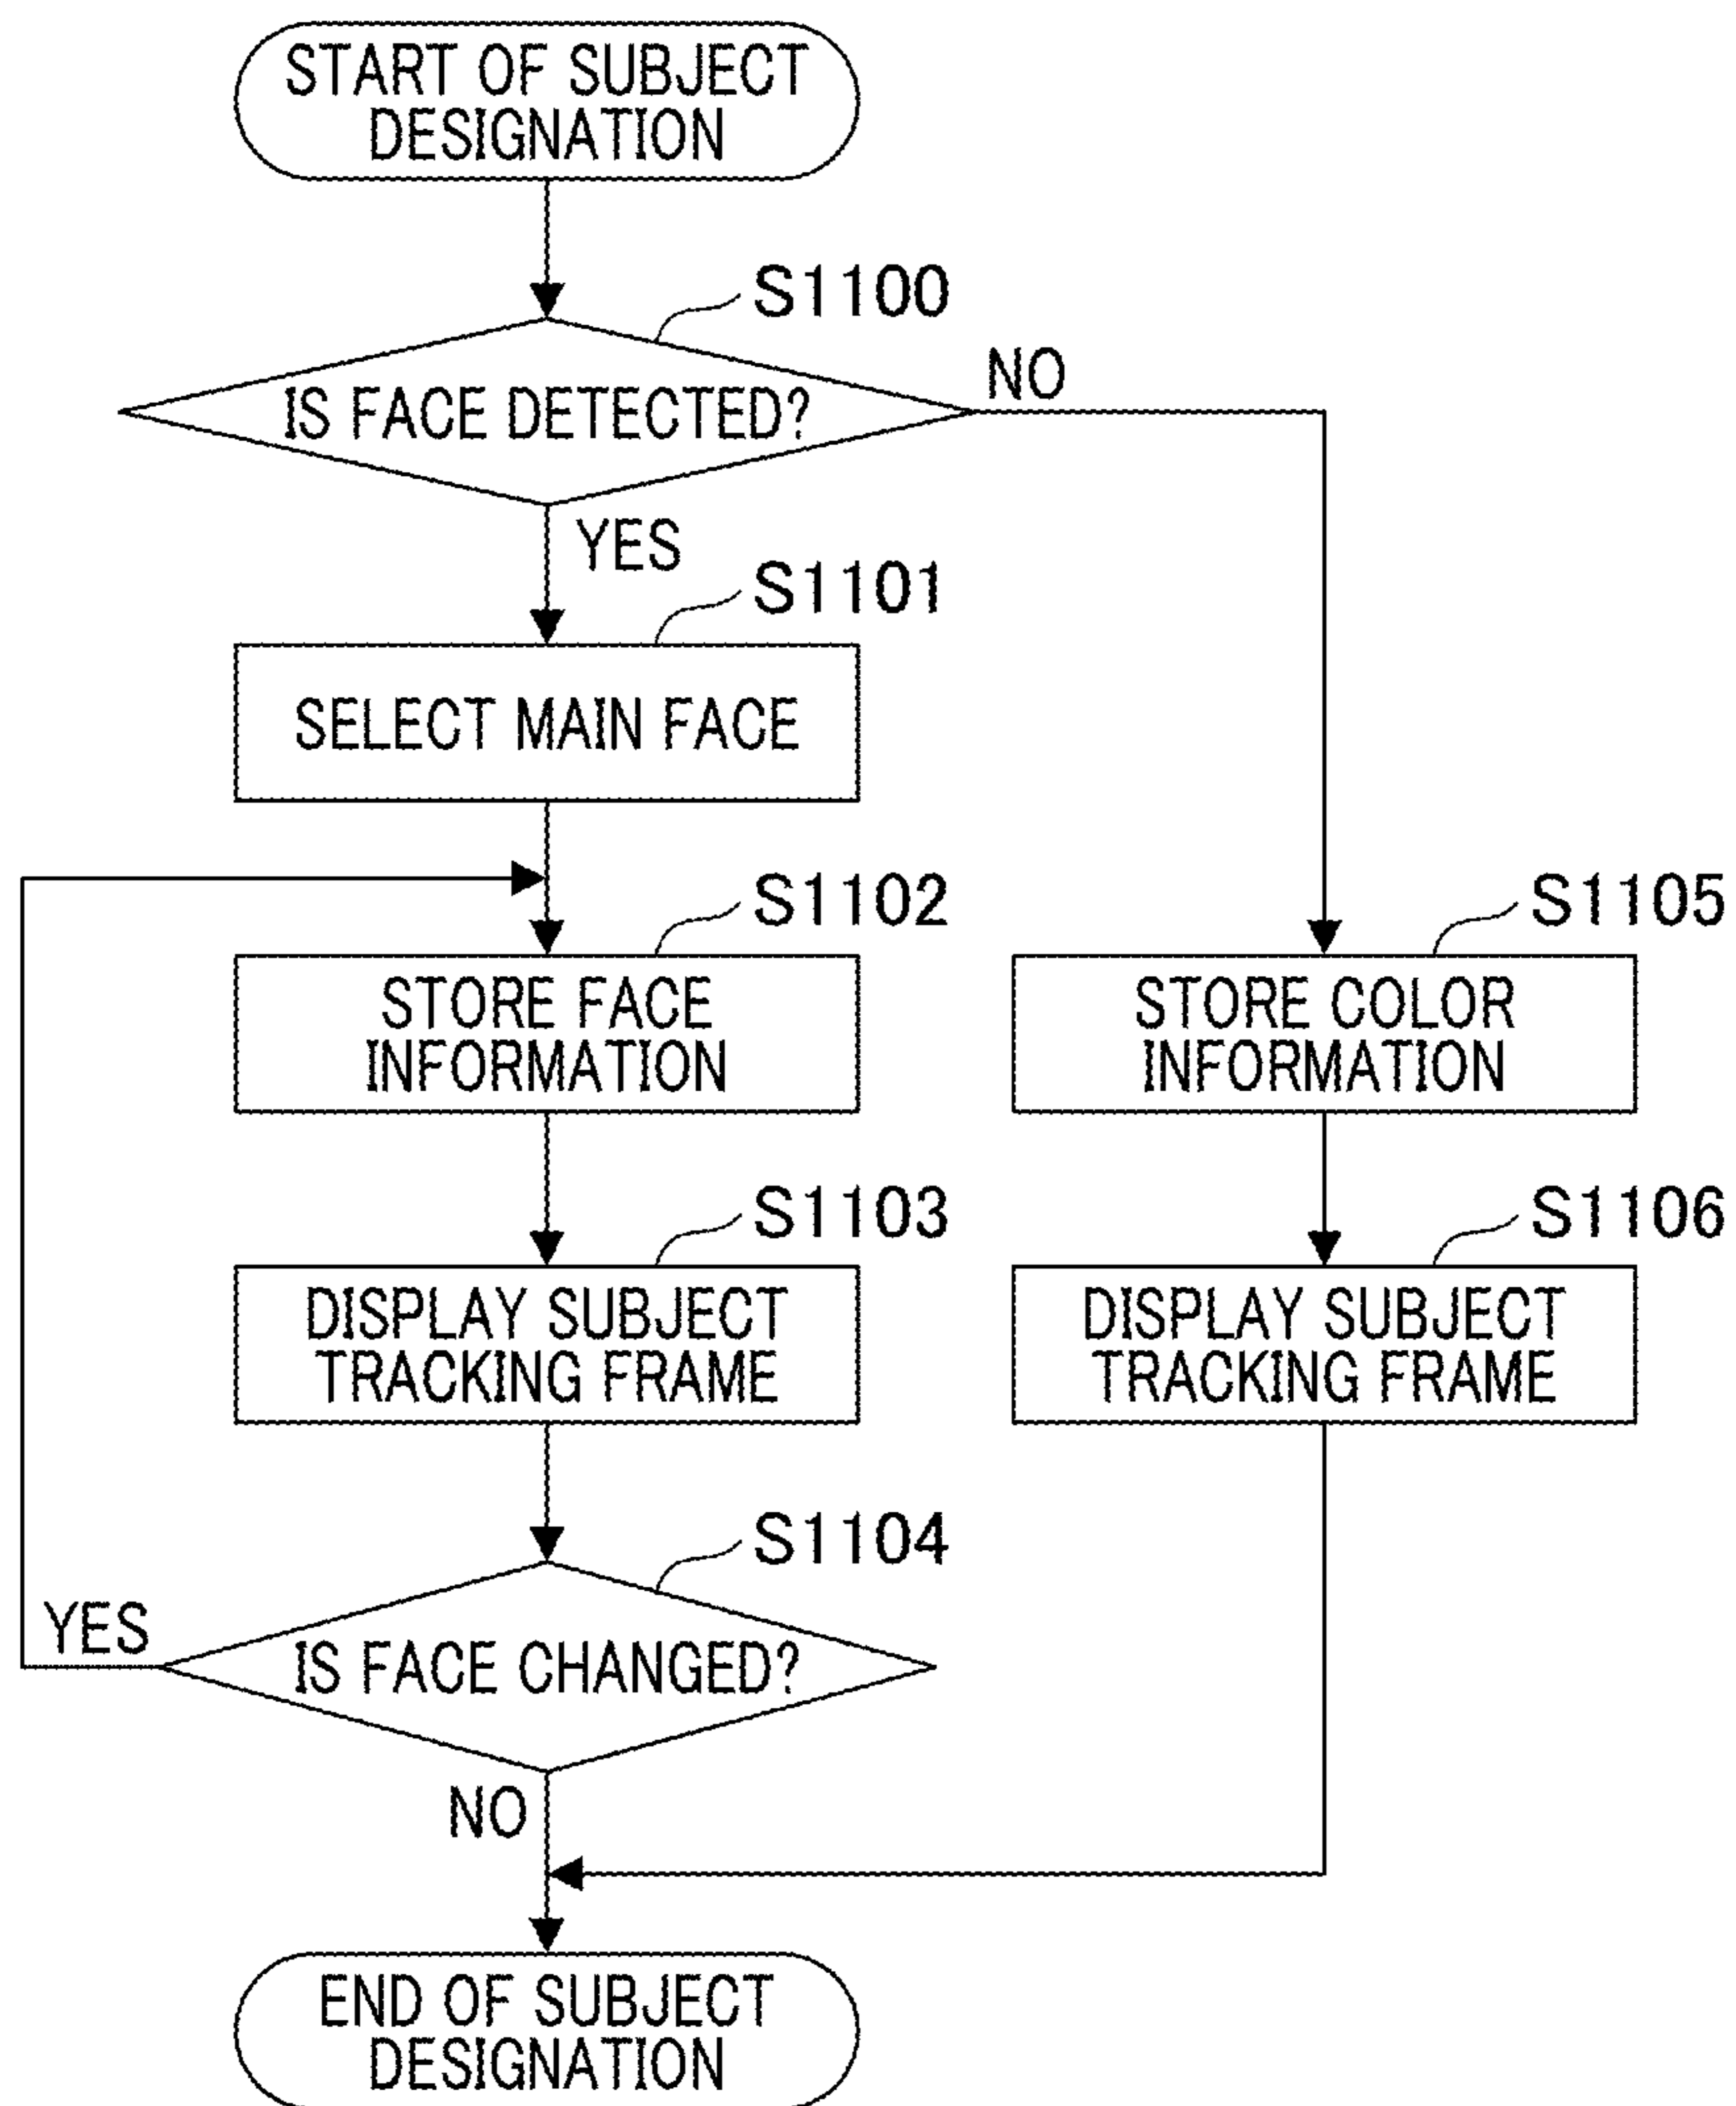 START OF SUBJECT
DESIGNATION
S1100
IS FACE DETECTED?
NO
YES
S1101
SELECT MAIN FACE
S1102
STORE FACE
INFORMATION
S1105
STORE COLOR
INFORMATION
S1103
DISPLAY SUBJECT
TRACKING FRAME
S1106
DISPLAY SUBJECT
TRACKING FRAME
S1104
IS FACE CHANGED?
YES
NO
END OF SUBJECT
DESIGNATION